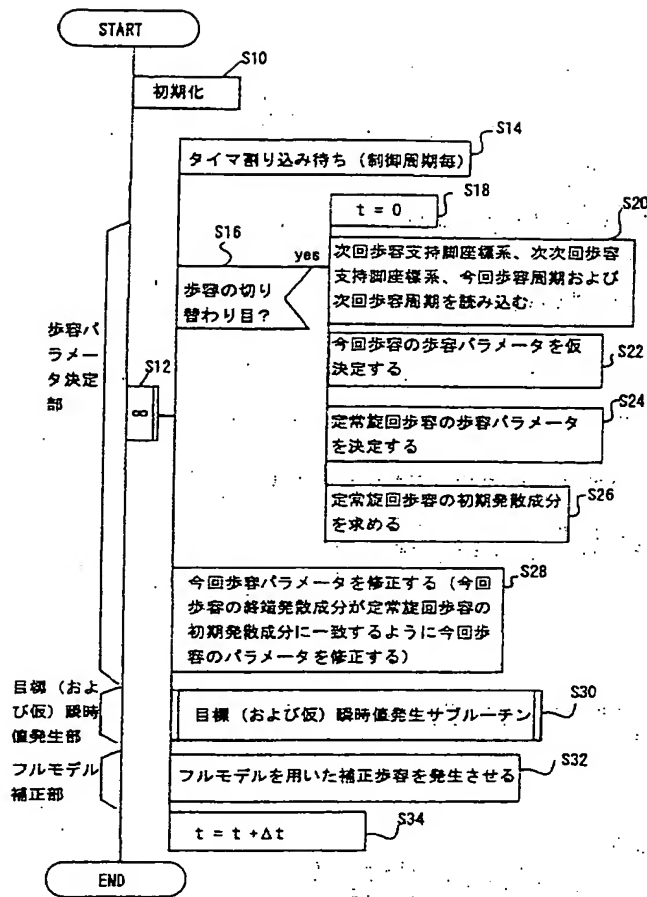 START
S10
初期化
S14
タイマ割り込み待ち（制御周期毎）
S18
t = 0
S16
yes
歩容の切り
替わり目？
S20
次回歩容支持脚座標系、次次回歩容
支持脚座標系、今回歩容周期および
次回歩容周期を読み込む
S22
今回歩容の歩容パラメータを仮
決定する
S24
定常旋回歩容の歩容パラメータ
を決定する
S26
定常旋回歩容の初期発散成分
を求める
歩容パ
ラメー
タ決定
部
S12
∞
S28
今回歩容パラメータを修正する（今回
歩容の終端発散成分が定常旋回歩容の
初期発散成分に一致するように今回歩
容のパラメータを修正する）
目標（およ
び仮）瞬時
値発生部
S30
目標（および仮）瞬時値発生サブルーチン
フルモデル
補正部
S32
フルモデルを用いた補正歩容を発生させる
S34
t = t +Δt
END